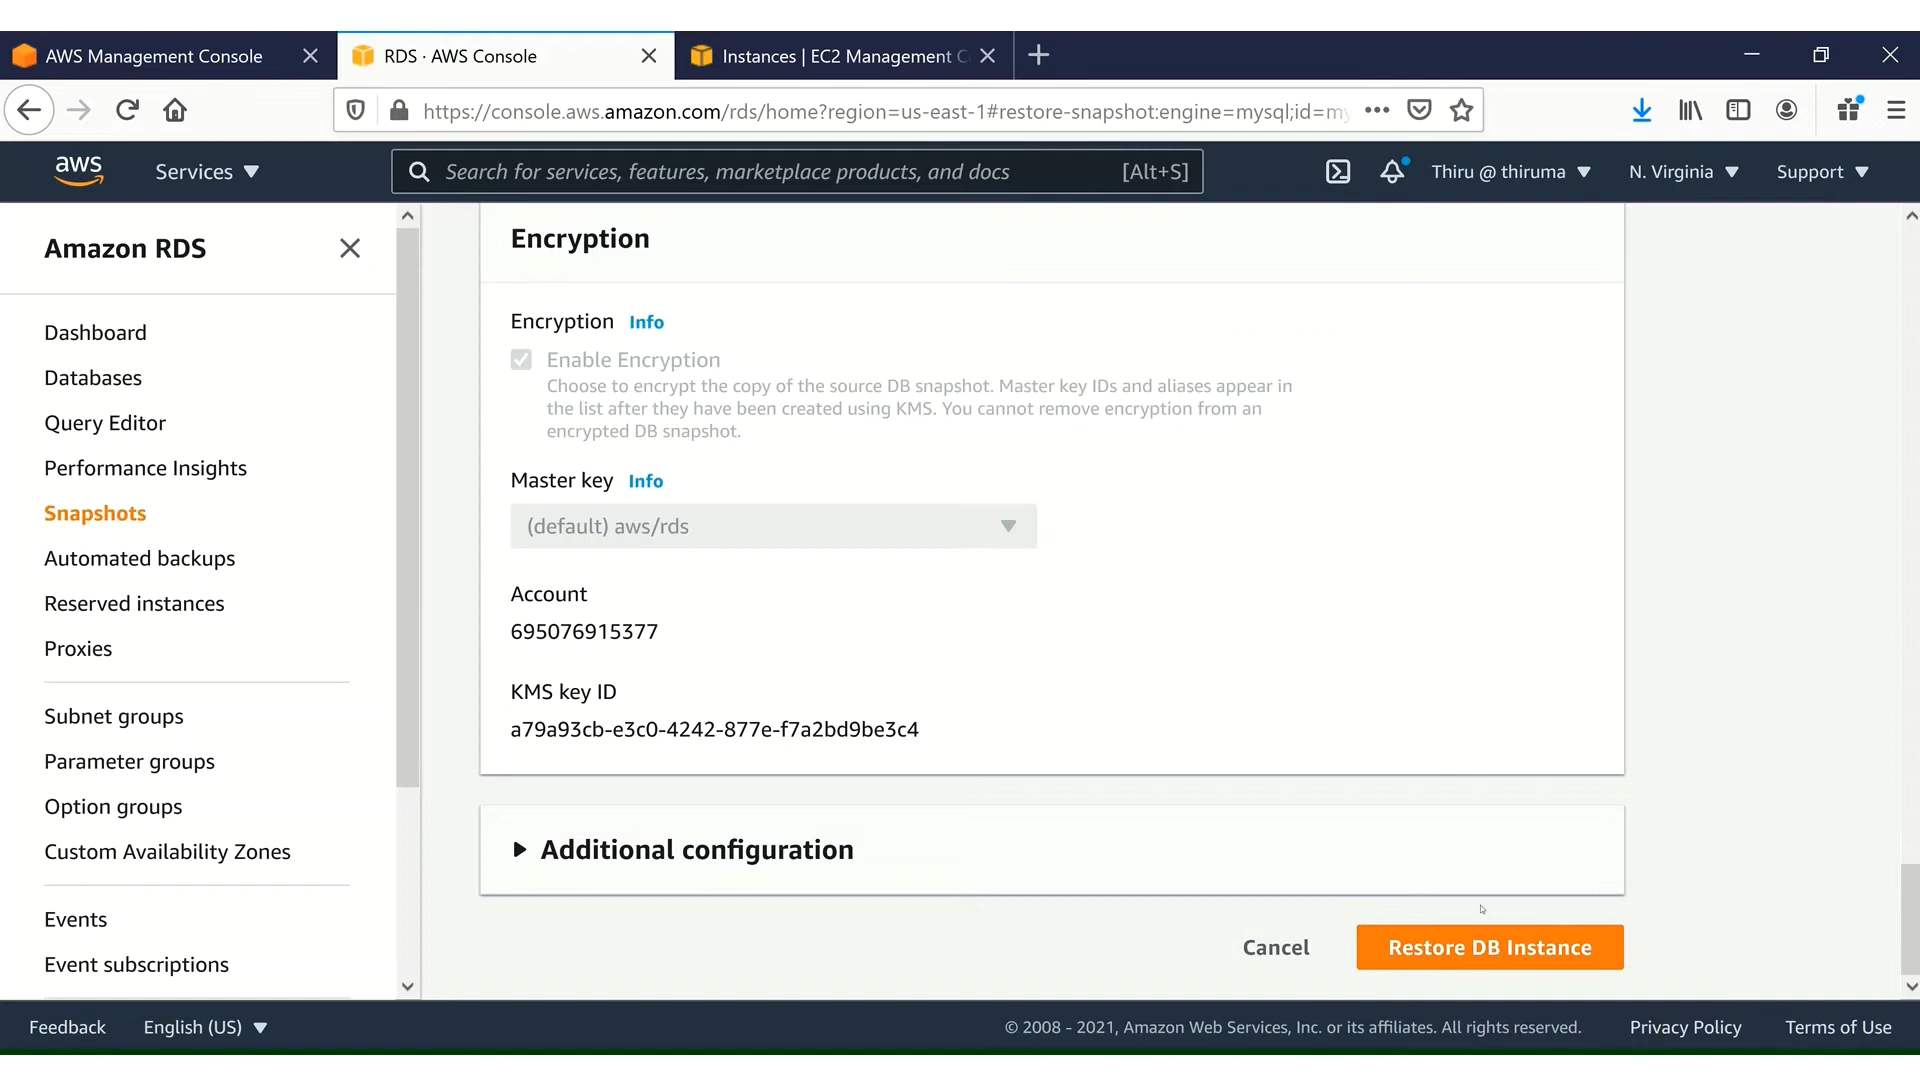 AWS Management Console
RDS · AWS Console
Instances | EC2 Management C
https://console.aws.amazon.com/rds/home?region=us-east-1#restore-snapshot:engine=mysql;id=my
aws
Services
Search for services, features, marketplace products, and docs
[Alt+S]
Thiru @ thiruma
N. Virginia
Support
Amazon RDS
Dashboard
Databases
Query Editor
Performance Insights
Snapshots
Automated backups
Reserved instances
Proxies
Subnet groups
Parameter groups
Option groups
Custom Availability Zones
Events
Event subscriptions
Encryption
Encryption Info
Enable Encryption
Choose to encrypt the copy of the source DB snapshot. Master key IDs and aliases appear in
the list after they have been created using KMS. You cannot remove encryption from an
encrypted DB snapshot.
Master key Info
(default) aws/rds
Account
695076915377
KMS key ID
a79a93cb-e3c0-4242-877e-f7a2bd9be3c4
Additional configuration
Cancel
Restore DB Instance
Feedback
English (US)
© 2008 - 2021, Amazon Web Services, Inc. or its affiliates. All rights reserved.
Privacy Policy
Terms of Use